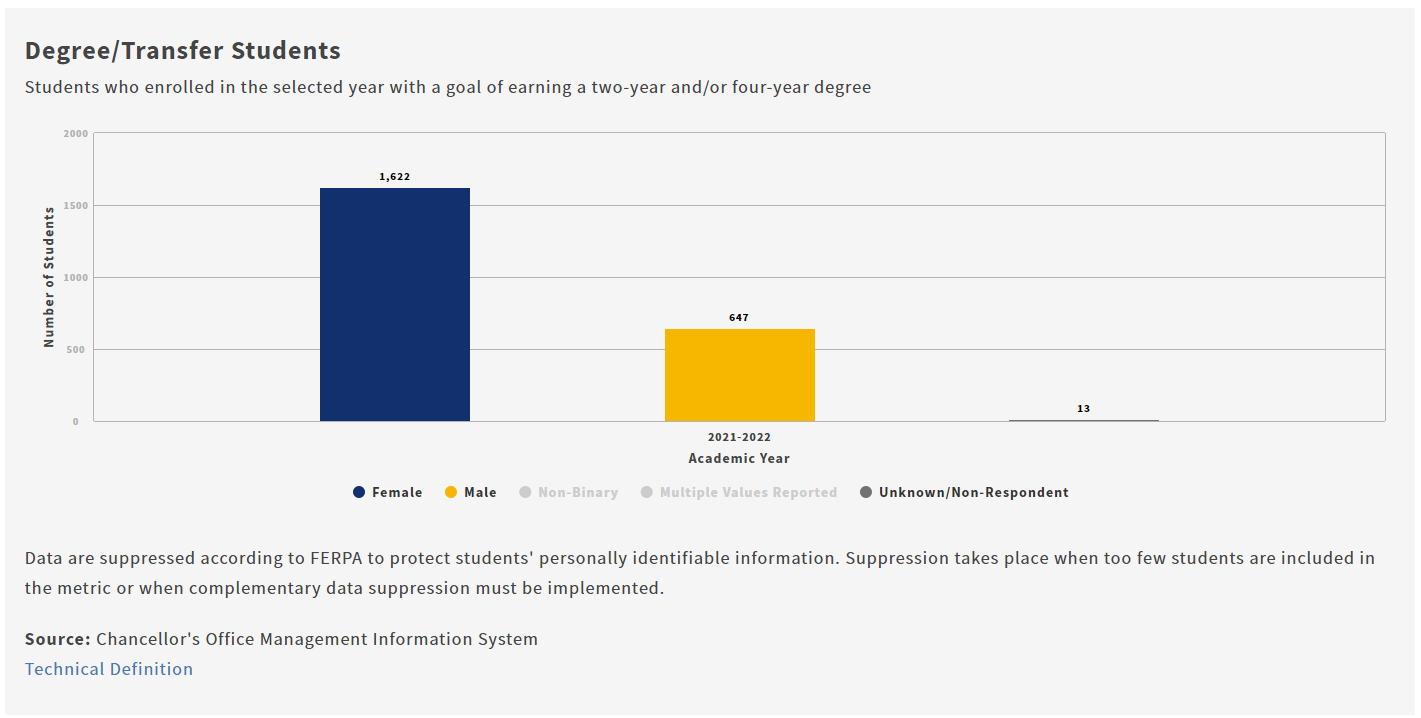 Degree/Transfer Students
Students who enrolled in the selected year with a goal of earning a two-year and/or four-year degree
2000
1,622
1500
Number of Students
1000
647
500
13
0
2021-2022
Academic Year
Female Male Non-Binary Multiple Values Reported Unknown/Non-Respondent
Data are suppressed according to FERPA to protect students' personally identifiable information. Suppression takes place when too few students are included in
the metric or when complementary data suppression must be implemented.
Source: Chancellor's Office Management Information System
Technical Definition